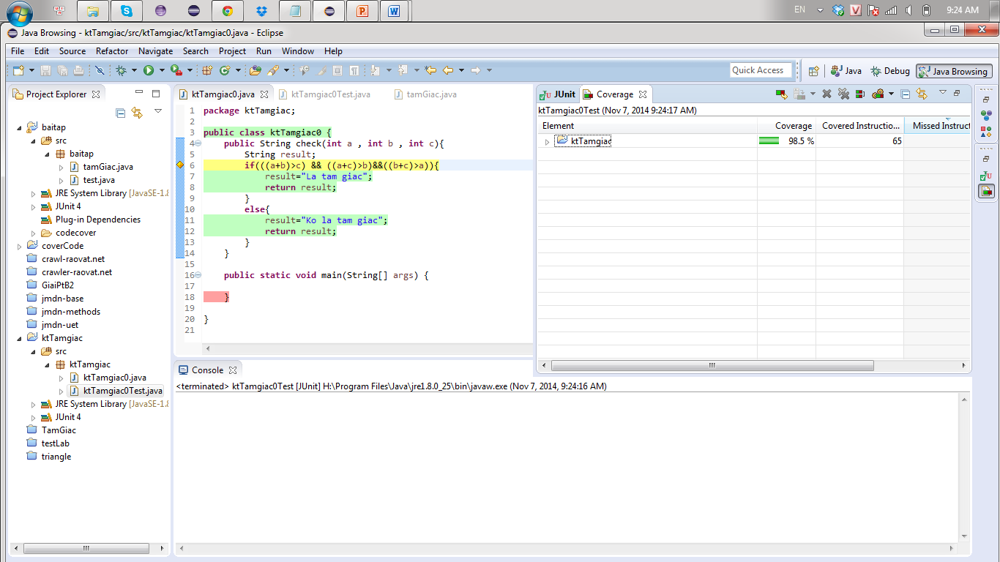 EN 9:24 AM
Java Browsing - ktTamgiac/src/ktTamgiac/ktTamgiac0.java - Eclipse
File Edit Source Refactor Navigate Search Project Run Window Help
Quick Access Java Debug Java Browsing
Project Explorer
baitap
src
baitap
tamGiac.java
test.java
JRE System Library [JavaSE-1.8
JUnit 4
Plug-in Dependencies
codecover
coverCode
crawl-raovat.net
crawler-raovat.net
GiaiPtB2
jmdn-base
jmdn-methods
jmdn-uet
ktTamgiac
src
ktTamgiac
ktTamgiac0.java
ktTamgiac0Test.java
JRE System Library [JavaSE-1.8
JUnit 4
TamGiac
testLab
triangle
ktTamgiac0.java ktTamgiac0Test.java tamGiac.java
1 package ktTamgiac;
2
3 public class ktTamgiac0 {
4 public String check(int a , int b , int c){
5 String result;
6 if(((a+b)>c) && ((a+c)>b)&&((b+c)>a)){
7 result="La tam giac";
8 return result;
9 }
10 else{
11 result="Ko la tam giac";
12 return result;
13 }
14 }
15
16 public static void main(String[] args) {
17
18 }
19
20 }
21
JUnit Coverage
ktTamgiac0Test (Nov 7, 2014 9:24:17 AM)
Element Coverage Covered Instructio... Missed Instruct
ktTamgiac 98.5 % 65
Console
<terminated> ktTamgiac0Test [JUnit] H:\Program Files\Java\jre1.8.0_25\bin\javaw.exe (Nov 7, 2014, 9:24:16 AM)